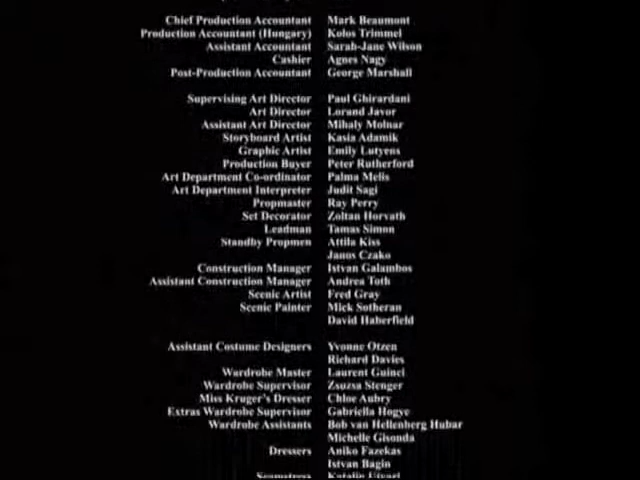 Chief Production Accountant Mark Beaumont
Production Accountant (Hungary) Kolos Trimmel
Assistant Accountant Sarah-Jane Wilson
Cashier Agnes Nagy
Post-Production Accountant George Marshall
Supervising Art Director Paul Ghirardani
Art Director Lorand Javor
Assistant Art Director Mihaly Molnar
Storyboard Artist Kasia Adamik
Graphic Artist Emily Lutyens
Production Buyer Peter Rutherford
Art Department Co-ordinator Palma Melis
Art Department Interpreter Judit Sagi
Propmaster Ray Perry
Set Decorator Zoltan Horvath
Leadman Tamas Simon
Standby Propmen Attila Kiss
Janos Czako
Construction Manager Istvan Galambos
Assistant Construction Manager Andrea Toth
Scenic Artist Fred Gray
Scenic Painter Mick Sotheran
David Haberfield
Assistant Costume Designers Yvonne Otzen
Richard Davies
Wardrobe Master Laurent Guinci
Wardrobe Supervisor Zsuzsa Stenger
Miss Kruger's Dresser Chloe Aubry
Extras Wardrobe Supervisor Gabriella Hogye
Wardrobe Assistants Bob van Hellenberg Hubar
Michelle Gisonda
Dressers Aniko Fazekas
Istvan Bagin
Seamstress Katalin